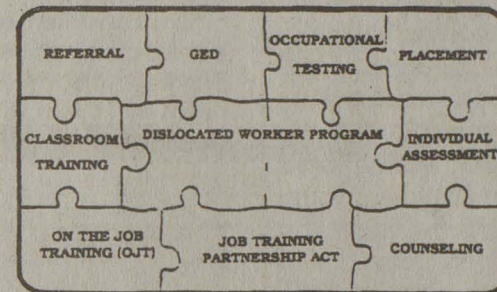 REFERRAL
GED
OCCUPATIONAL
TESTING
PLACEMENT
CLASSROOM
TRAINING
DISLOCATED WORKER PROGRAM
INDIVIDUAL
ASSESSMENT
ON THE JOB
TRAINING (OJT)
JOB TRAINING
PARTNERSHIP ACT
COUNSELING